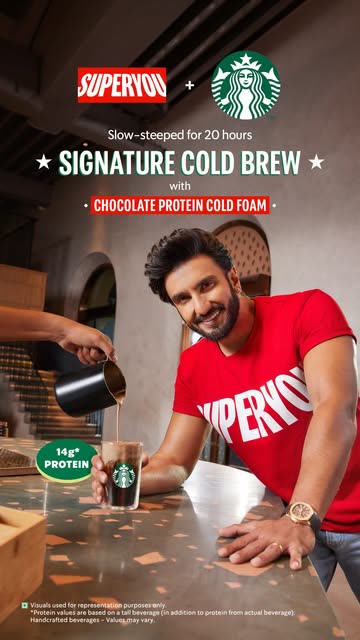 SUPERYOU + 
Slow-steeped for 20 hours
★ SIGNATURE COLD BREW ★
with
• CHOCOLATE PROTEIN COLD FOAM •
SUPERYOU
14g*
PROTEIN
Visuals used for representation purposes only.
*Protein values are based on a tall beverage (in addition to protein from actual beverage).
Handcrafted beverages – Values may vary.